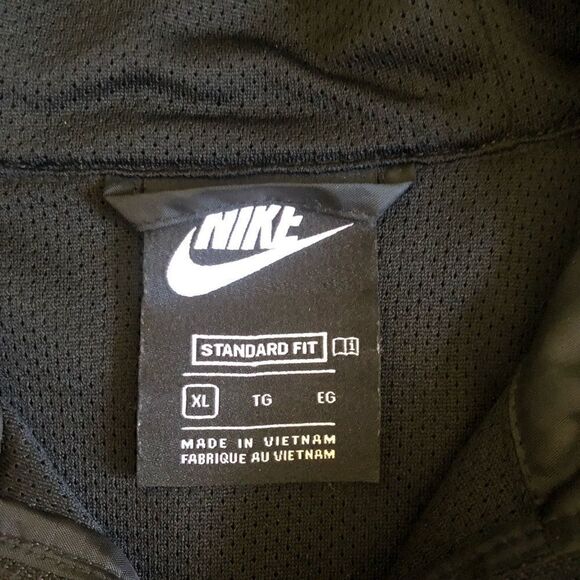 NIKE
STANDARD FIT
XL TG EG
MADE IN VIETNAM
FABRIQUE AU VIETNAM